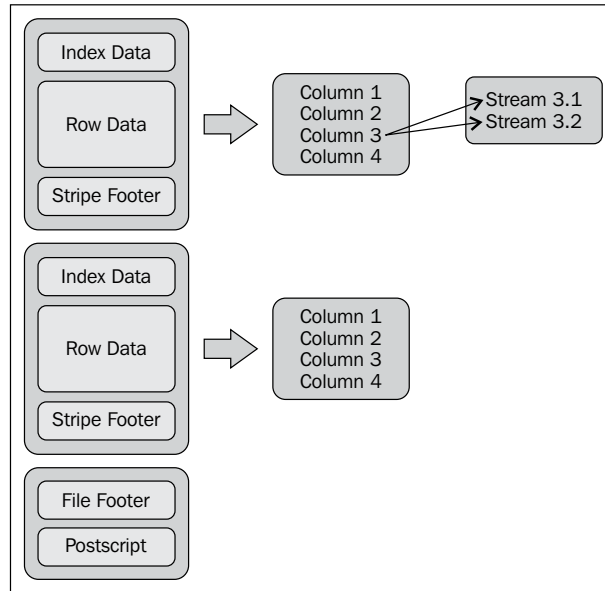 Index Data
Row Data
Stripe Footer
Column 1
Column 2
Column 3
Column 4
Stream 3.1
Stream 3.2
Index Data
Row Data
Stripe Footer
Column 1
Column 2
Column 3
Column 4
File Footer
Postscript